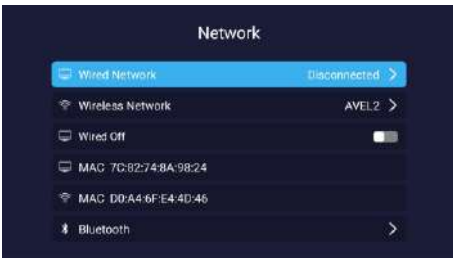 Network
Wired Network Disconnected
Wireless Network AVEL2
Wired Off
MAC 7C:82:74:8A:98:24
MAC D0:A4:6F:E4:4D:46
Bluetooth